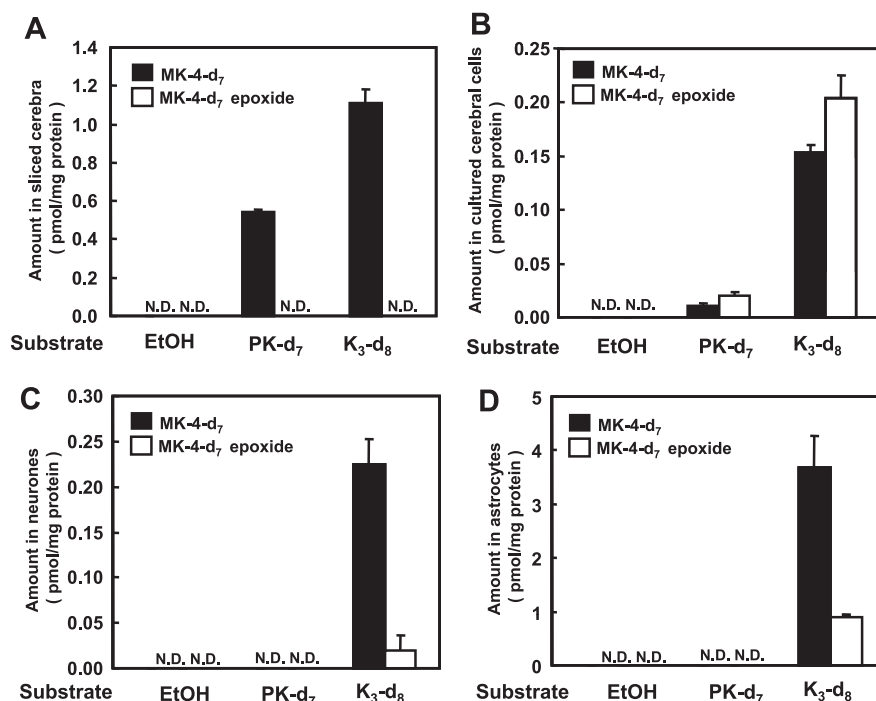 A
Amount in sliced cerebra
( pmol/mg protein )
1.4
1.2
1.0
0.8
0.6
0.4
0.2
0.0
MK-4-d7
MK-4-d7 epoxide
N.D. N.D.
N.D.
N.D.
Substrate EtOH PK-d7 K3-d8
B
Amount in cultured cerebral cells
( pmol/mg protein )
0.25
0.20
0.15
0.10
0.05
0.00
MK-4-d7
MK-4-d7 epoxide
N.D. N.D.
Substrate EtOH PK-d7 K3-d8
C
Amount in neurones
( pmol/mg protein )
0.30
0.25
0.20
0.15
0.10
0.05
0.00
MK-4-d7
MK-4-d7 epoxide
N.D. N.D.
N.D. N.D.
Substrate EtOH PK-d7 K3-d8
D
Amount in astrocytes
( pmol/mg protein )
5
4
3
2
1
0
MK-4-d7
MK-4-d7 epoxide
N.D. N.D.
N.D. N.D.
Substrate EtOH PK-d7 K3-d8